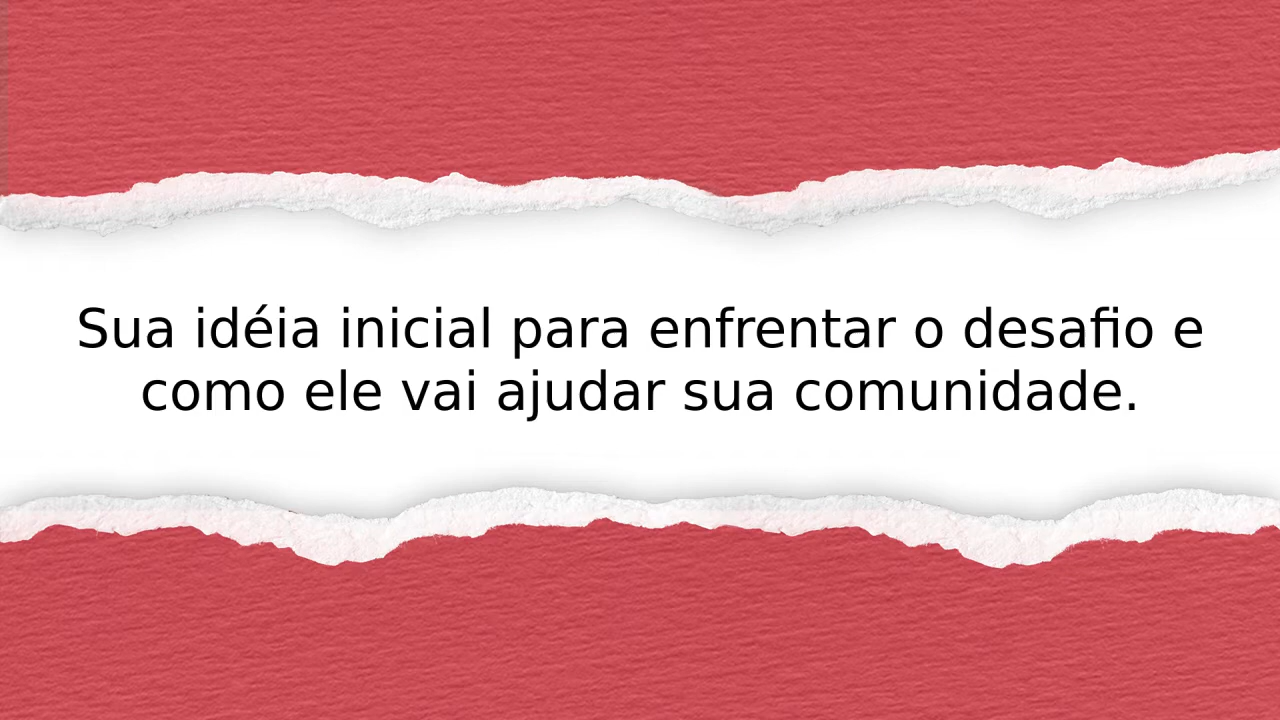 Sua idéia inicial para enfrentar o desafio e
como ele vai ajudar sua comunidade.